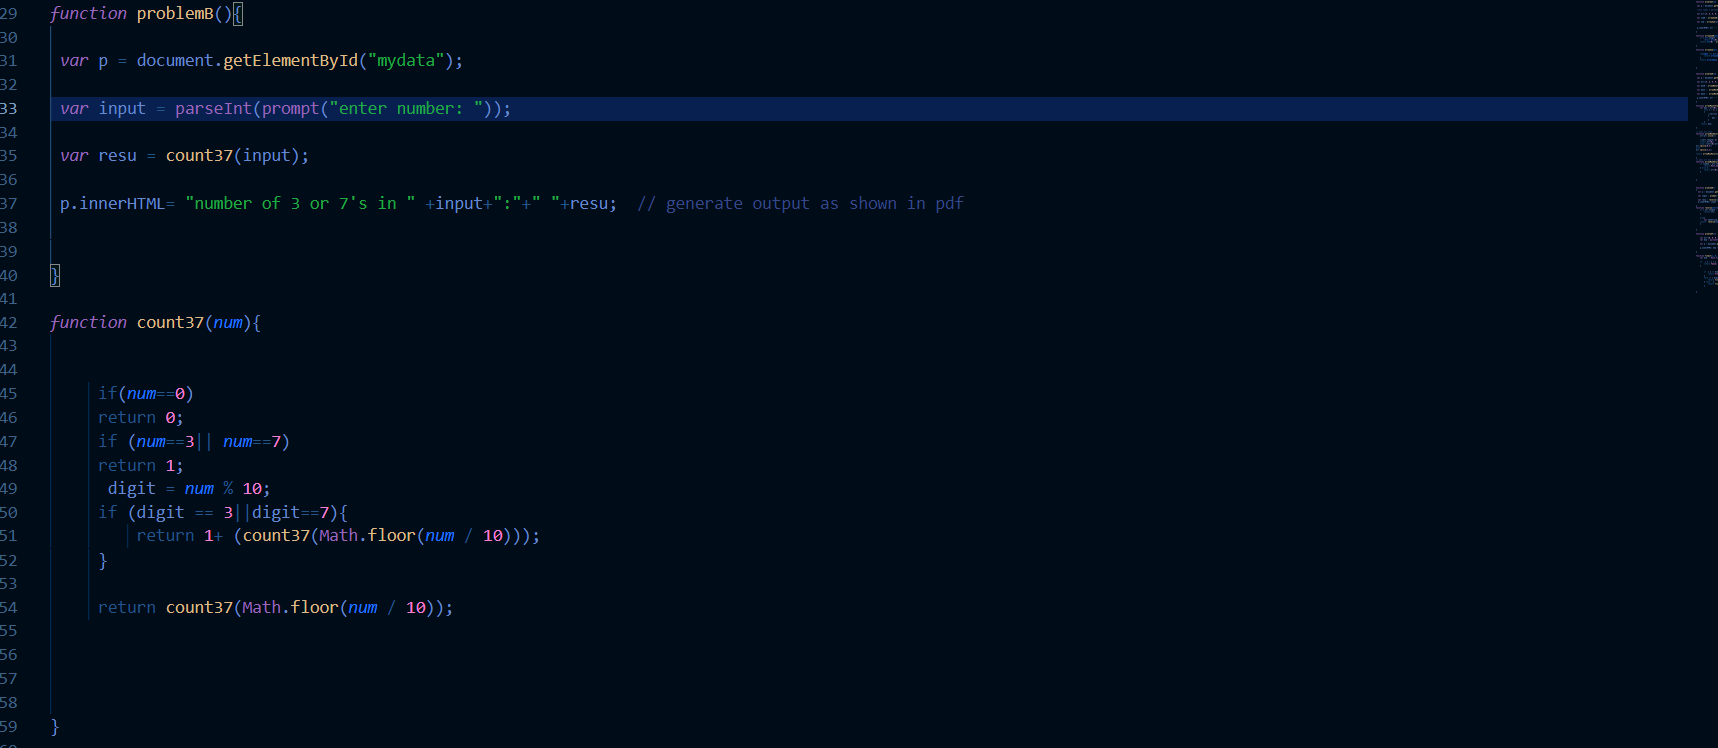 29 function problemB(){
30
31 var p = document.getElementById("mydata");
32
33 var input = parseInt(prompt("enter number: "));
34
35 var resu = count37(input);
36
37 p.innerHTML= "number of 3 or 7's in " +input+":"+" "+resu;  // generate output as shown in pdf
38
39
40 }
41
42 function count37(num){
43
44
45 if(num==0)
46 return 0;
47 if (num==3|| num==7)
48 return 1;
49 digit = num % 10;
50 if (digit == 3||digit==7){
51 return 1+ (count37(Math.floor(num / 10)));
52 }
53
54 return count37(Math.floor(num / 10));
55
56
57
58
59 }